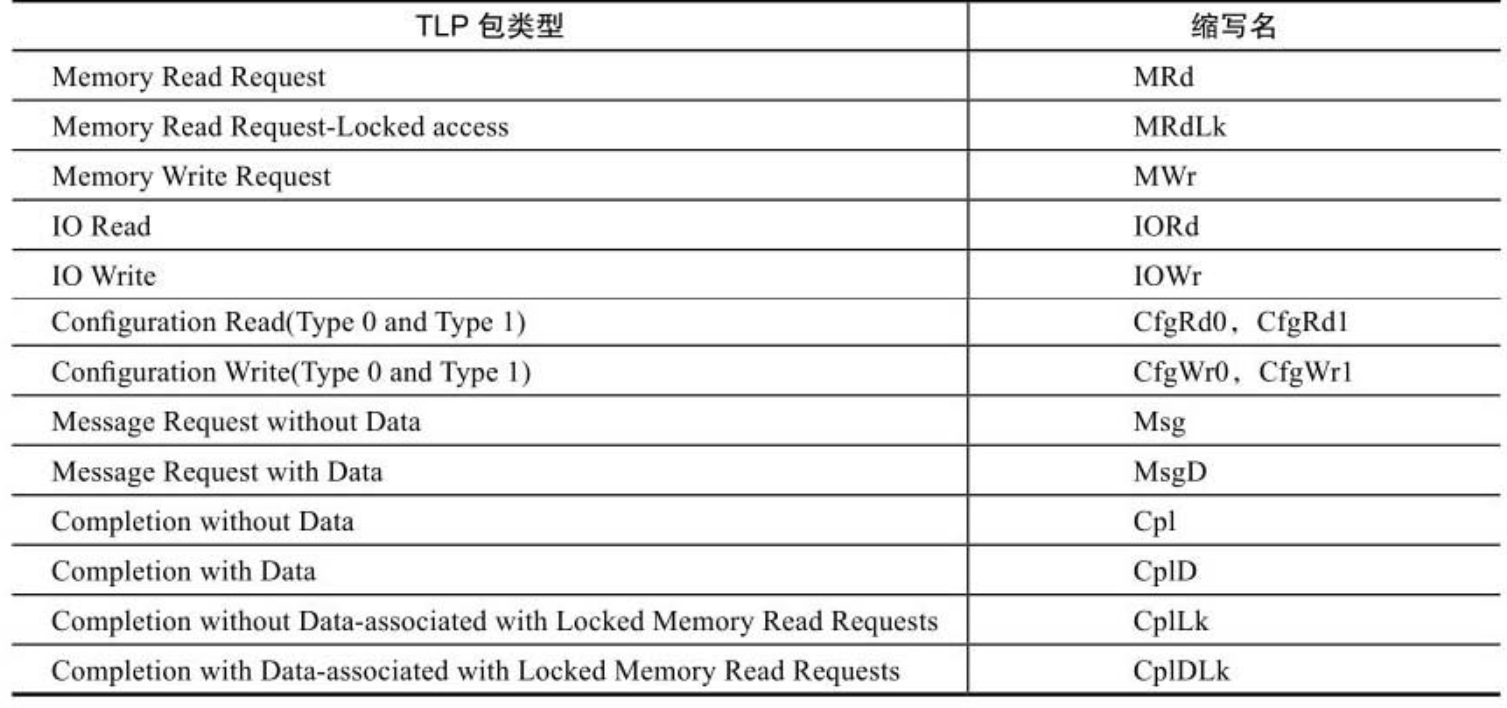 TLP 包类型 缩写名
Memory Read Request MRd
Memory Read Request-Locked access MRdLk
Memory Write Request MWr
IO Read IORd
IO Write IOWr
Configuration Read(Type 0 and Type 1) CfgRd0，CfgRd1
Configuration Write(Type 0 and Type 1) CfgWr0，CfgWr1
Message Request without Data Msg
Message Request with Data MsgD
Completion without Data Cpl
Completion with Data CplD
Completion without Data-associated with Locked Memory Read Requests CplLk
Completion with Data-associated with Locked Memory Read Requests CplDLk